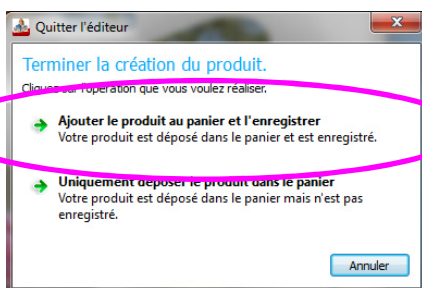 Quitter l'éditeur
Terminer la création du produit.
Cliquez sur l'opération que vous voulez réaliser.
Ajouter le produit au panier et l'enregistrer
Votre produit est déposé dans le panier et est enregistré.
Uniquement déposer le produit dans le panier
Votre produit est déposé dans le panier mais n'est pas
enregistré.
Annuler